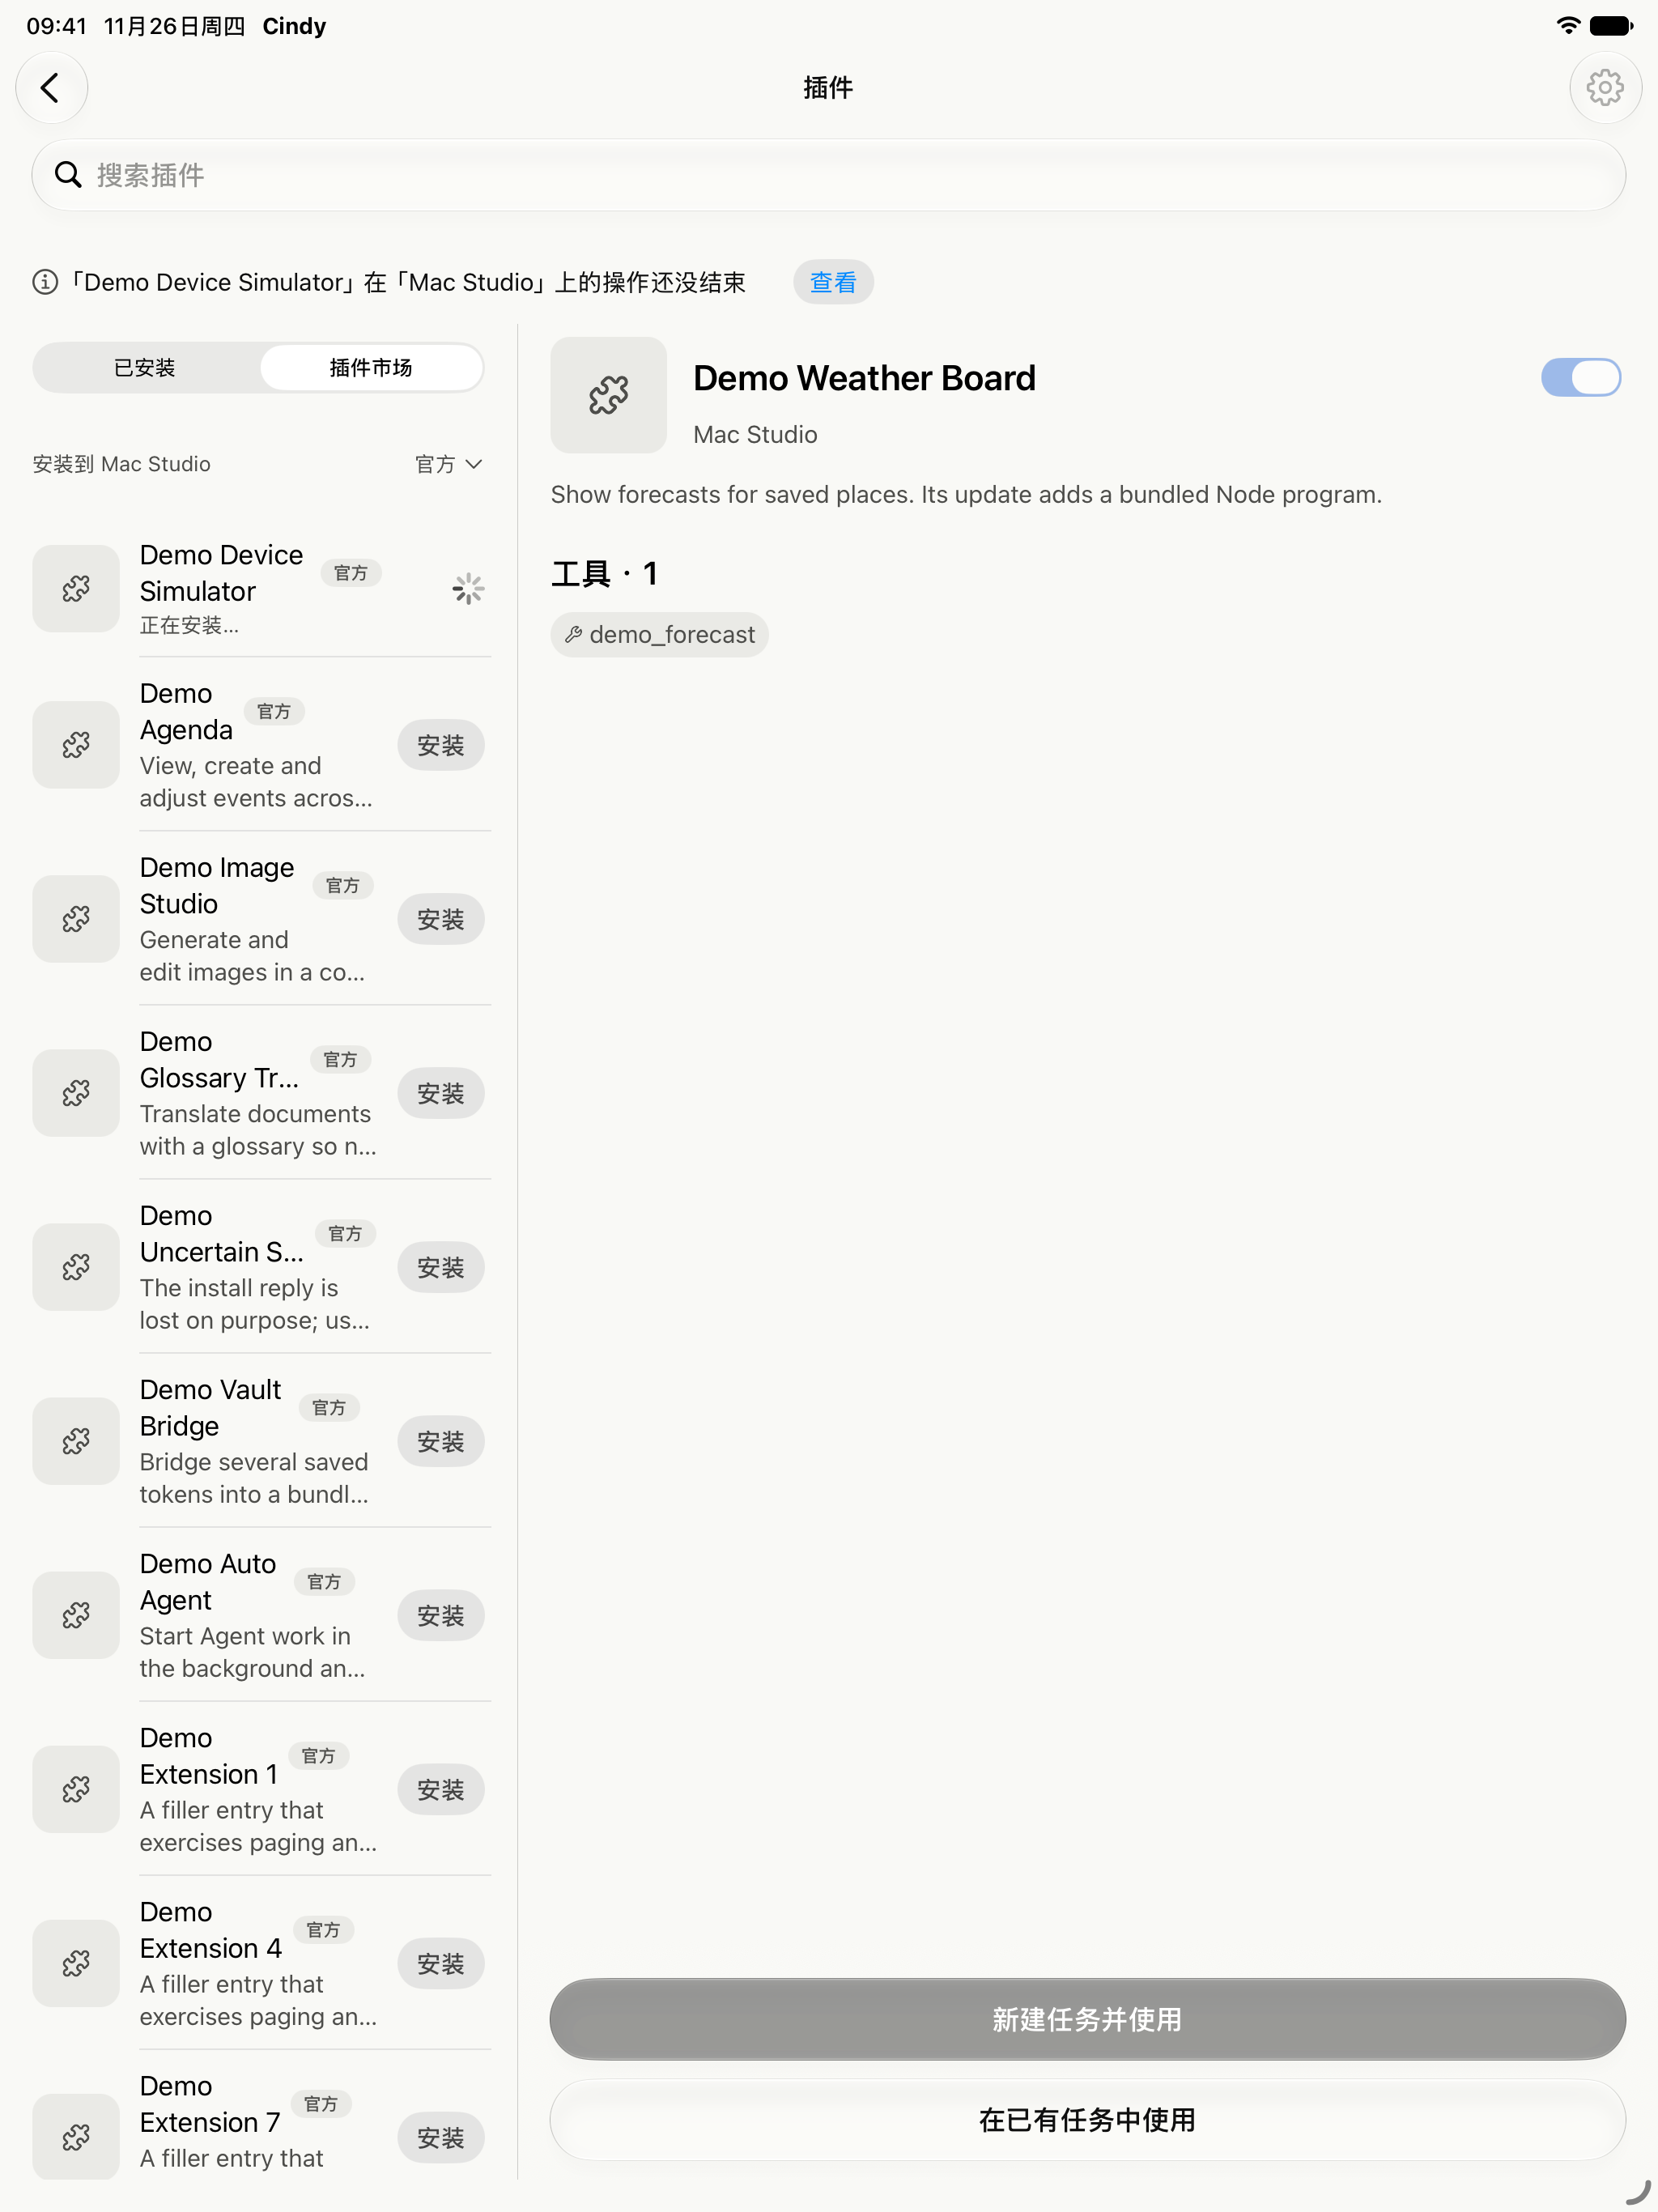 09:41 11月26日周四 Cindy
插件
搜索插件
「Demo Device Simulator」在「Mac Studio」上的操作还没结束
查看
已安装
插件市场
安装到 Mac Studio
官方
Demo Device
Simulator
官方
正在安装...
Demo
Agenda
官方
View, create and
adjust events acros...
安装
Demo Image
Studio
官方
Generate and
edit images in a co...
安装
Demo
Glossary Tr...
官方
Translate documents
with a glossary so n...
安装
Demo
Uncertain S...
官方
The install reply is
lost on purpose; us...
安装
Demo Vault
Bridge
官方
Bridge several saved
tokens into a bundl...
安装
Demo Auto
Agent
官方
Start Agent work in
the background an...
安装
Demo
Extension 1
官方
A filler entry that
exercises paging an...
安装
Demo
Extension 4
官方
A filler entry that
exercises paging an...
安装
Demo
Extension 7
官方
A filler entry that
安装
Demo Weather Board
Mac Studio
Show forecasts for saved places. Its update adds a bundled Node program.
工具 · 1
demo_forecast
新建任务并使用
在已有任务中使用